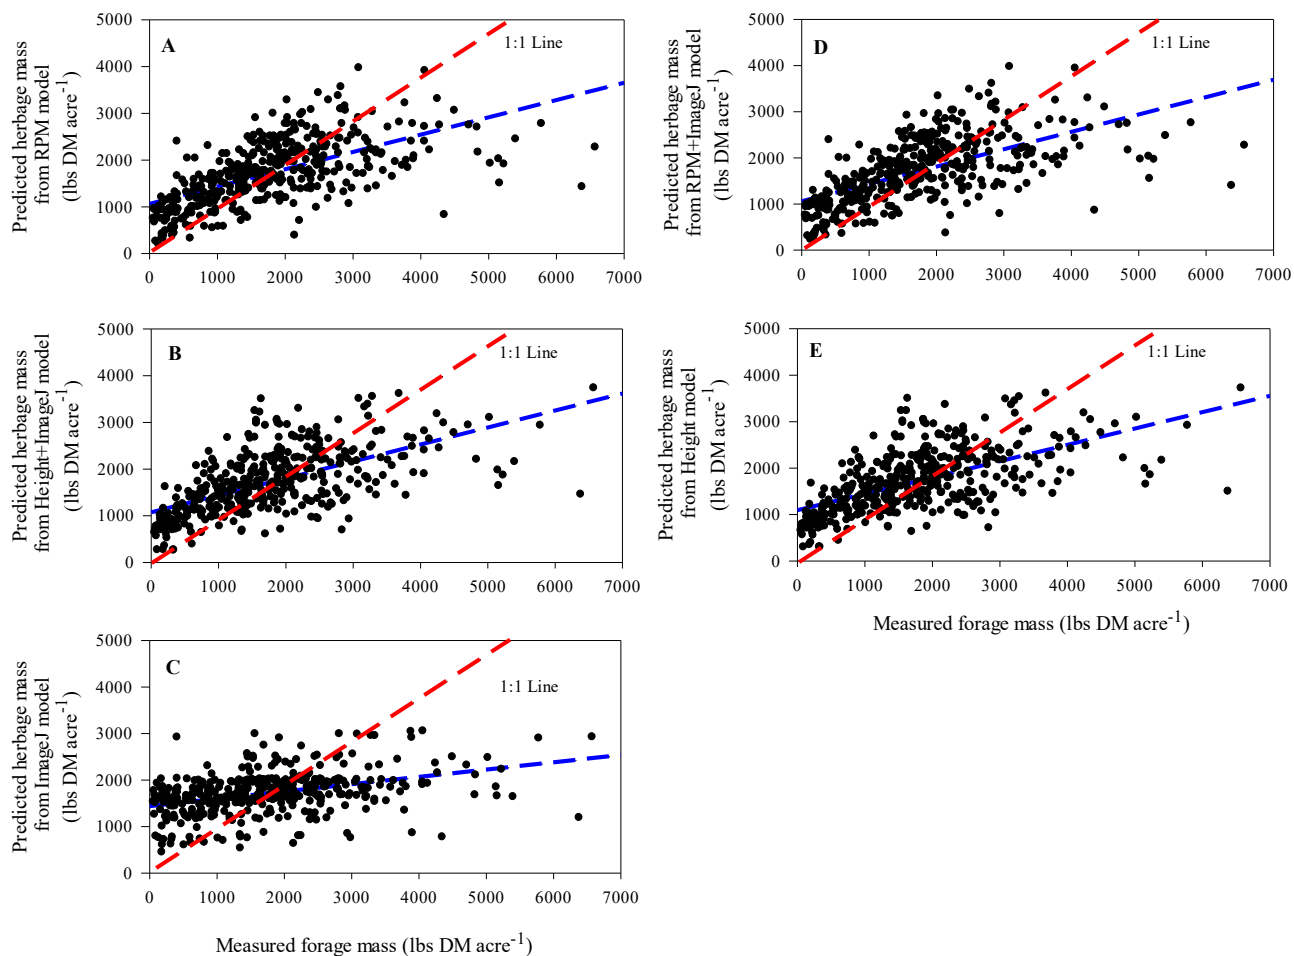 Predicted herbage mass
from RPM model
(lbs DM acre⁻¹)
5000
4000
3000
2000
1000
0
A
1:1 Line
0 1000 2000 3000 4000 5000 6000 7000
Predicted herbage mass
from RPM+ImageJ model
(lbs DM acre⁻¹)
5000
4000
3000
2000
1000
0
D
1:1 Line
0 1000 2000 3000 4000 5000 6000 7000
Predicted herbage mass
from Height+ImageJ model
(lbs DM acre⁻¹)
5000
4000
3000
2000
1000
0
B
1:1 Line
0 1000 2000 3000 4000 5000 6000 7000
Predicted herbage mass
from Height model
(lbs DM acre⁻¹)
5000
4000
3000
2000
1000
0
E
1:1 Line
0 1000 2000 3000 4000 5000 6000 7000
Measured forage mass (lbs DM acre⁻¹)
Predicted herbage mass
from ImageJ model
(lbs DM acre⁻¹)
5000
4000
3000
2000
1000
0
C
1:1 Line
0 1000 2000 3000 4000 5000 6000 7000
Measured forage mass (lbs DM acre⁻¹)